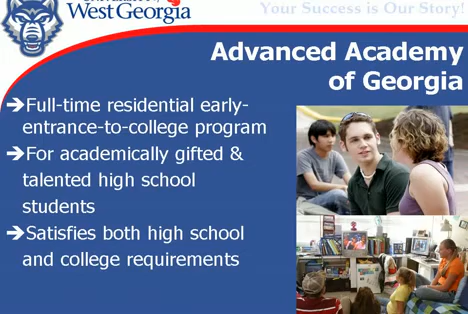 West Georgia
Your Success is Our Story!
Advanced Academy
of Georgia
➔Full-time residential early-
entrance-to-college program
➔For academically gifted &
talented high school
students
➔Satisfies both high school
and college requirements